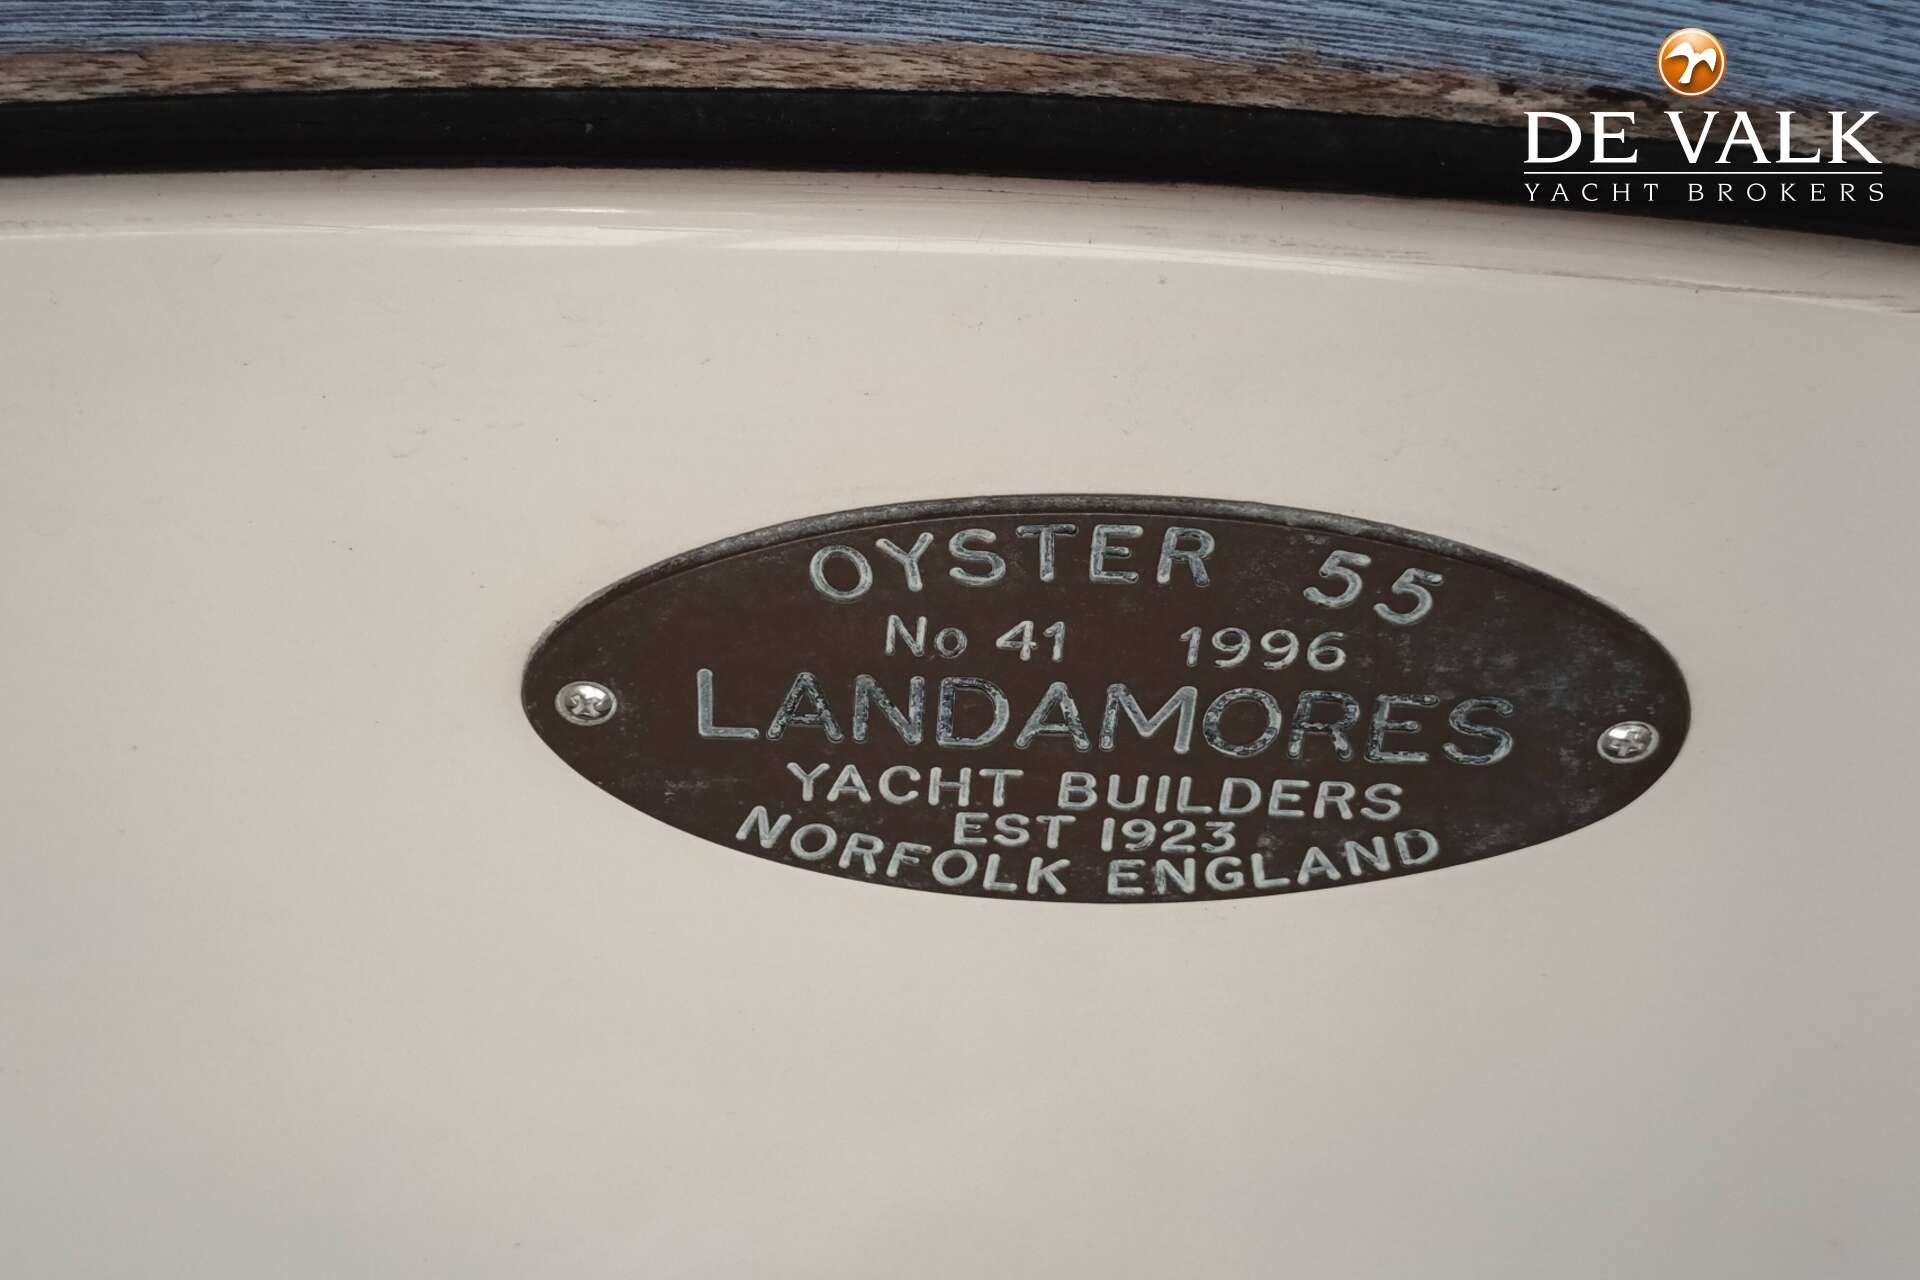 DE VALK
YACHT BROKERS
OYSTER 55
No 41 1996
LANDAMORES
YACHT BUILDERS
EST 1923
NORFOLK ENGLAND